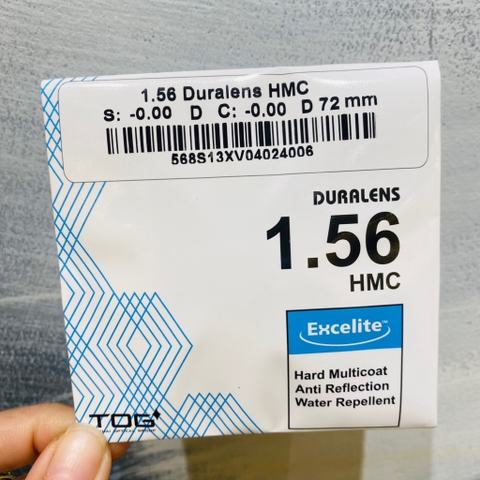 1.56 Duralens HMC
S: -0.00 D C: -0.00 D 72 mm
568S13XV04024006
DURALENS
1.56
HMC
Excelite™
Hard Multicoat
Anti Reflection
Water Repellent
TOG